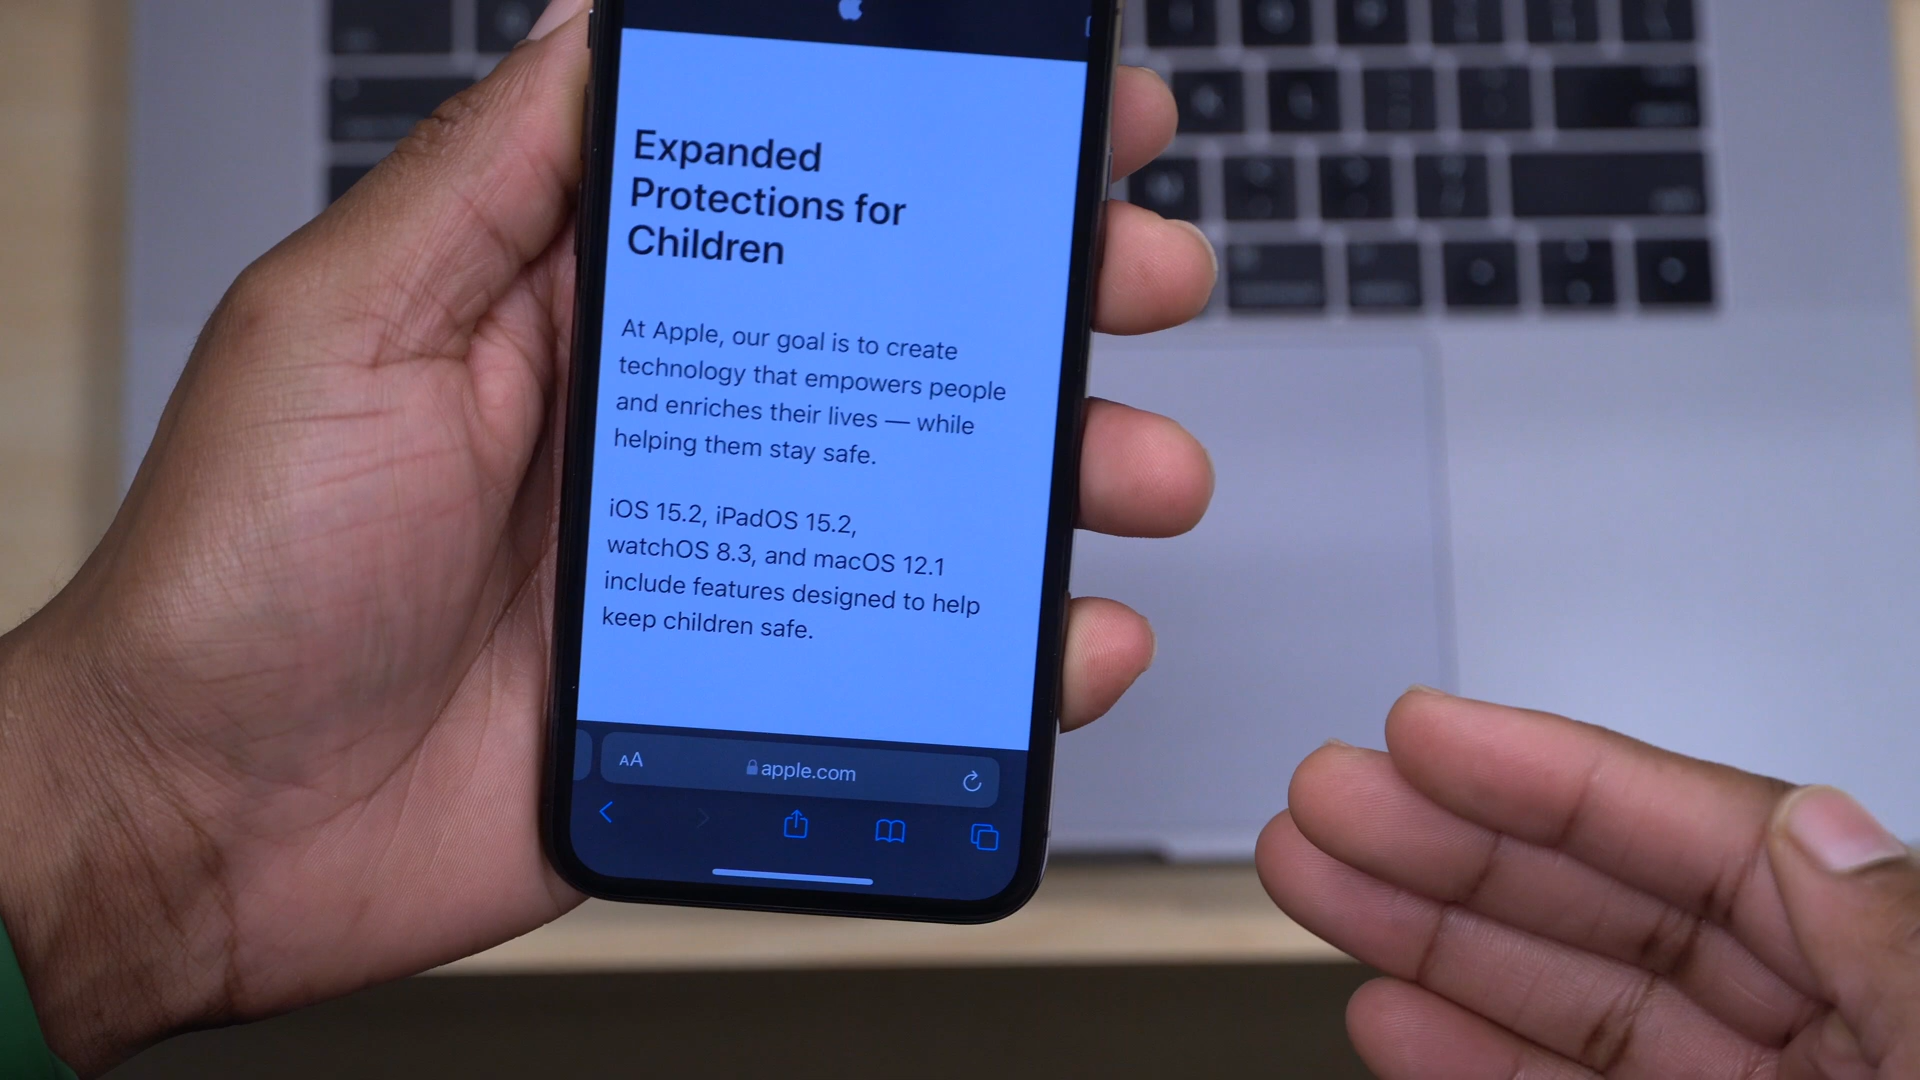 Expanded
Protections for
Children
At Apple, our goal is to create
technology that empowers people
and enriches their lives — while
helping them stay safe.
iOS 15.2, iPadOS 15.2,
watchOS 8.3, and macOS 12.1
include features designed to help
keep children safe.
AA
apple.com